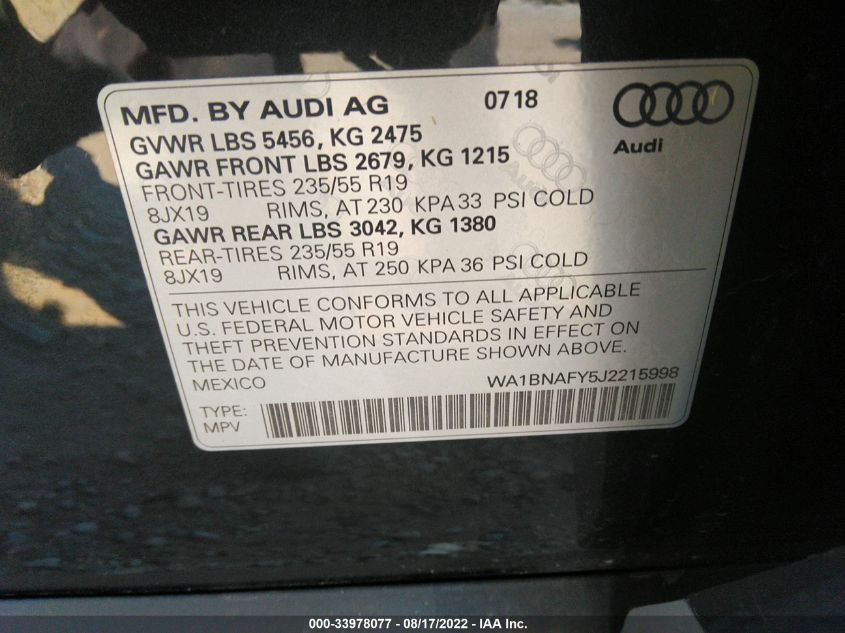 MFD. BY AUDI AG 0718
Audi
GVWR LBS 5456, KG 2475
GAWR FRONT LBS 2679, KG 1215
FRONT-TIRES 235/55 R19
8JX19 RIMS, AT 230 KPA 33 PSI COLD
GAWR REAR LBS 3042, KG 1380
REAR-TIRES 235/55 R19
8JX19 RIMS, AT 250 KPA 36 PSI COLD
THIS VEHICLE CONFORMS TO ALL APPLICABLE
U.S. FEDERAL MOTOR VEHICLE SAFETY AND
THEFT PREVENTION STANDARDS IN EFFECT ON
THE DATE OF MANUFACTURE SHOWN ABOVE.
MEXICO WA1BNAFY5J2215998
TYPE:
MPV
000-33978077 - 08/17/2022 - IAA Inc.